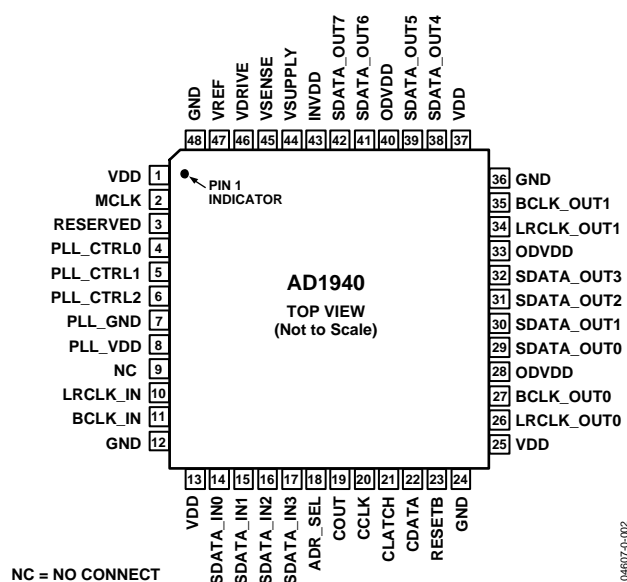 GND
VREF
VDRIVE
VSENSE
VSUPPLY
INVDD
SDATA_OUT7
SDATA_OUT6
ODVDD
SDATA_OUT5
SDATA_OUT4
VDD
48 47 46 45 44 43 42 41 40 39 38 37
VDD 1
MCLK 2
RESERVED 3
PLL_CTRL0 4
PLL_CTRL1 5
PLL_CTRL2 6
PLL_GND 7
PLL_VDD 8
NC 9
LRCLK_IN 10
BCLK_IN 11
GND 12
PIN 1
INDICATOR
AD1940
TOP VIEW
(Not to Scale)
36 GND
35 BCLK_OUT1
34 LRCLK_OUT1
33 ODVDD
32 SDATA_OUT3
31 SDATA_OUT2
30 SDATA_OUT1
29 SDATA_OUT0
28 ODVDD
27 BCLK_OUT0
26 LRCLK_OUT0
25 VDD
13 14 15 16 17 18 19 20 21 22 23 24
VDD
SDATA_IN0
SDATA_IN1
SDATA_IN2
SDATA_IN3
ADR_SEL
COUT
CCLK
CLATCH
CDATA
RESETB
GND
NC = NO CONNECT
04607-0-002